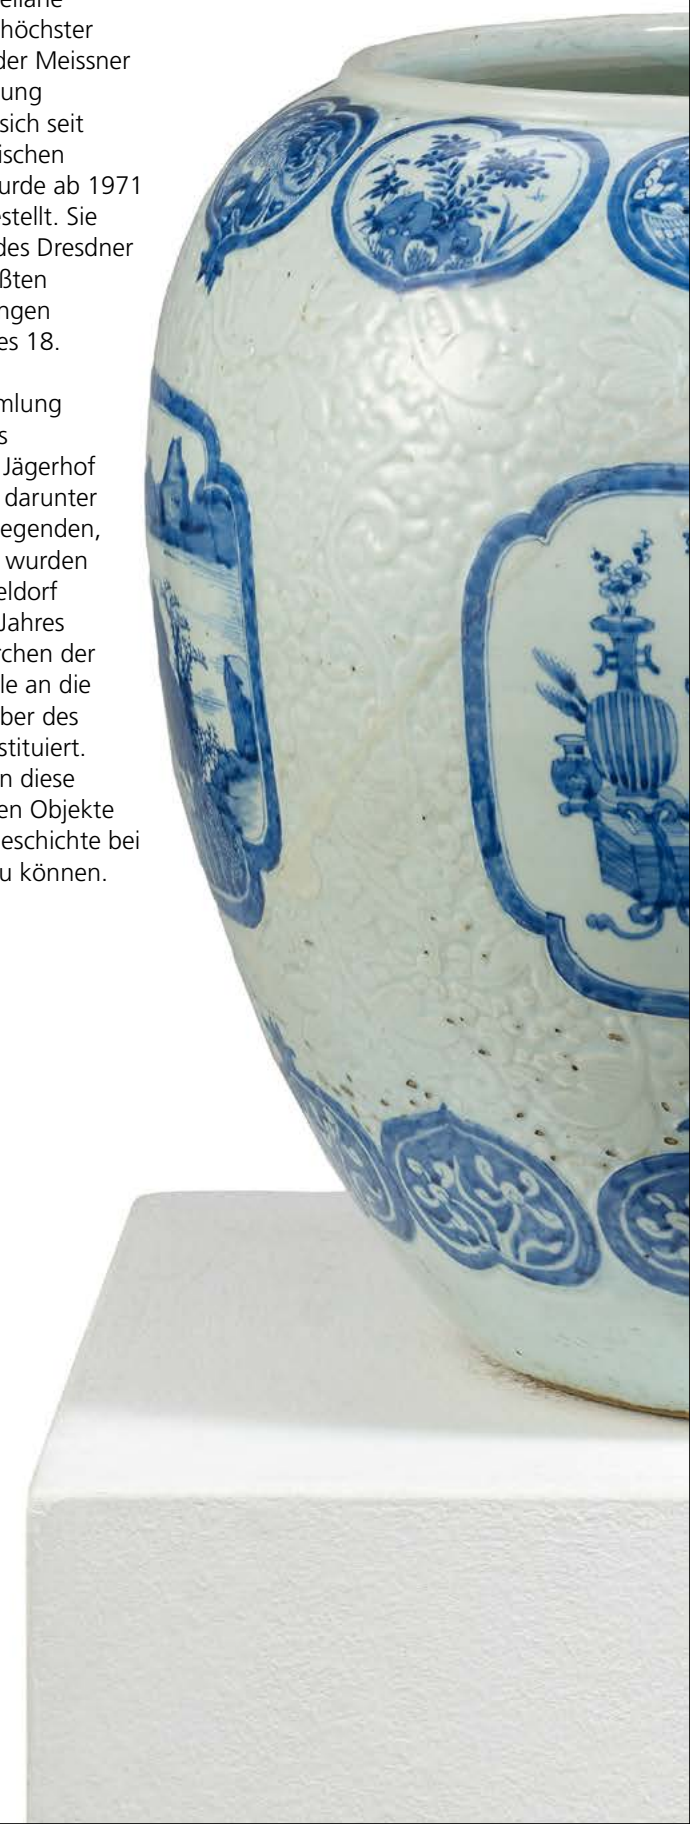 höchster
der Meissner
ung
sich seit
ischen
urde ab 1971
estellt. Sie
des Dresdner
ßten
ngen
es 18.
mlung
s
Jägerhof
darunter
egenden,
wurden
eldorf
Jahres
rchen der
le an die
ber des
stituiert.
n diese
en Objekte
eschichte bei
u können.